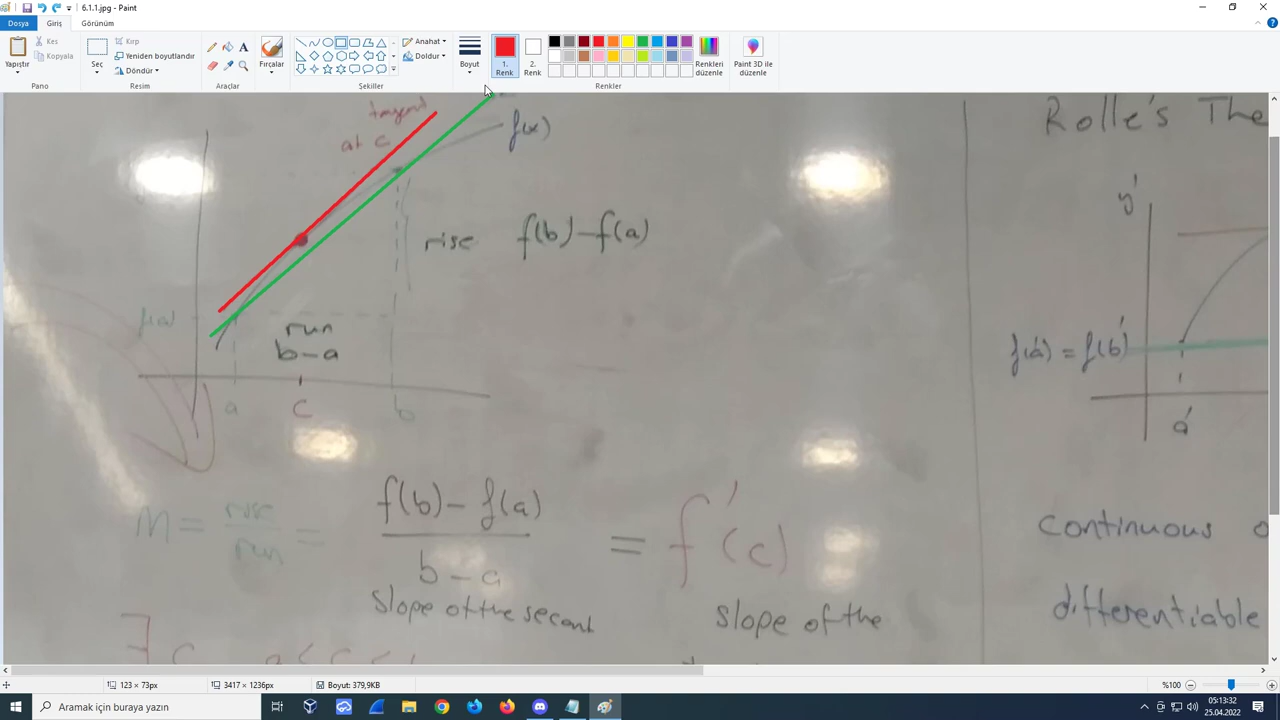 6.1.1.jpg - Paint
Dosya Giriş Görünüm
Yapıştır
Kes
Kopyala
Pano
Seç
Kırp
Yeniden boyutlandır
Döndür
Resim
Araçlar
Fırçalar
Şekiller
Anahat
Doldur
Boyut
1. Renk
2. Renk
Renkler
Renkleri düzenle
Paint 3D ile düzenle
tangent
at c
f(x)
rise f(b)-f(a)
f(a)
run
b-a
a c b
M = rise/run = f(b)-f(a) / b-a = f'(c)
slope of the secant slope of the
∃ c
Rolle's The
y'
f(a') = f(b')
a'
continuous o
differentiable
123 × 73px 3417 × 1236px Boyut: 379,9KB %100
Aramak için buraya yazın
05:13:32
25.04.2022